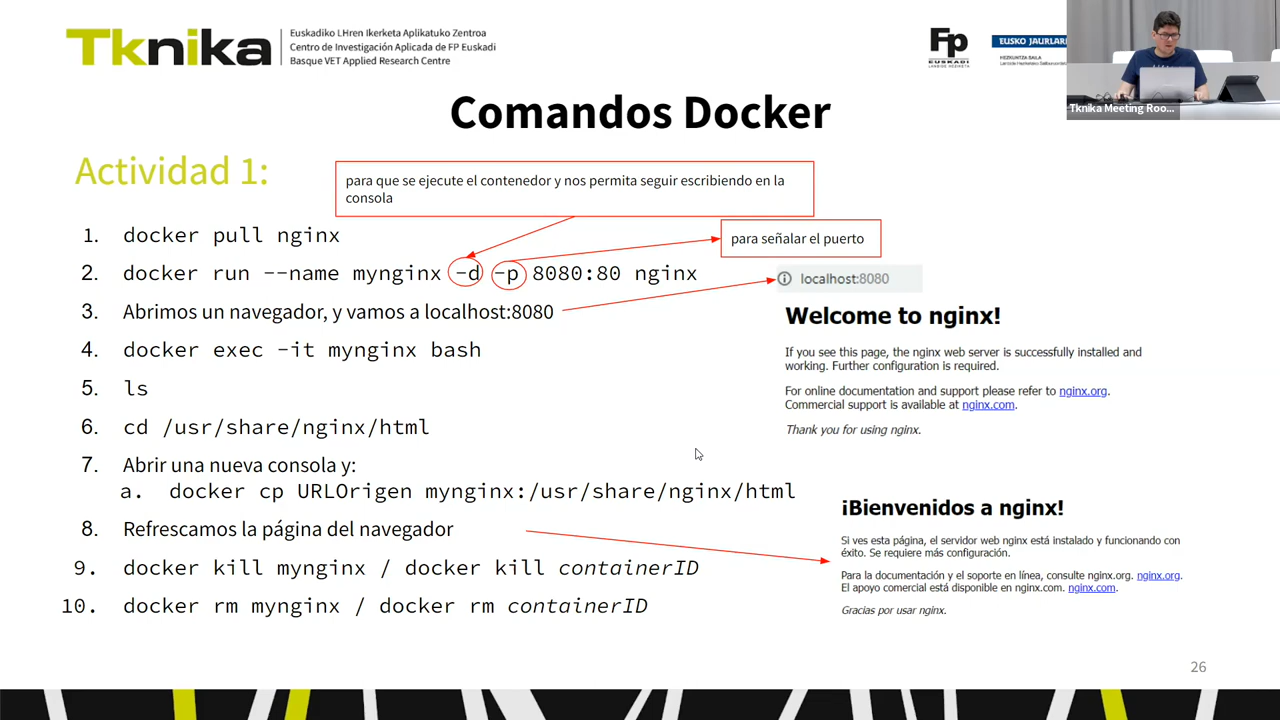 Tknika
Euskadiko LHren Ikerketa Aplikatuko Zentroa
Centro de Investigación Aplicada de FP Euskadi
Basque VET Applied Research Centre
Fp
EUSKADI
EUSKO JAURLARI
HEZKUNTZA SAILA
Tknika Meeting Roo...
Comandos Docker
Actividad 1:
para que se ejecute el contenedor y nos permita seguir escribiendo en la
consola
para señalar el puerto
1. docker pull nginx
2. docker run --name mynginx -d -p 8080:80 nginx
3. Abrimos un navegador, y vamos a localhost:8080
4. docker exec -it mynginx bash
5. ls
6. cd /usr/share/nginx/html
7. Abrir una nueva consola y:
a. docker cp URLOrigen mynginx:/usr/share/nginx/html
8. Refrescamos la página del navegador
9. docker kill mynginx / docker kill containerID
10. docker rm mynginx / docker rm containerID
localhost:8080
Welcome to nginx!
If you see this page, the nginx web server is successfully installed and
working. Further configuration is required.
For online documentation and support please refer to nginx.org.
Commercial support is available at nginx.com.
Thank you for using nginx.
¡Bienvenidos a nginx!
Si ves esta página, el servidor web nginx está instalado y funcionando con
éxito. Se requiere más configuración.
Para la documentación y el soporte en línea, consulte nginx.org. nginx.org.
El apoyo comercial está disponible en nginx.com. nginx.com.
Gracias por usar nginx.
26